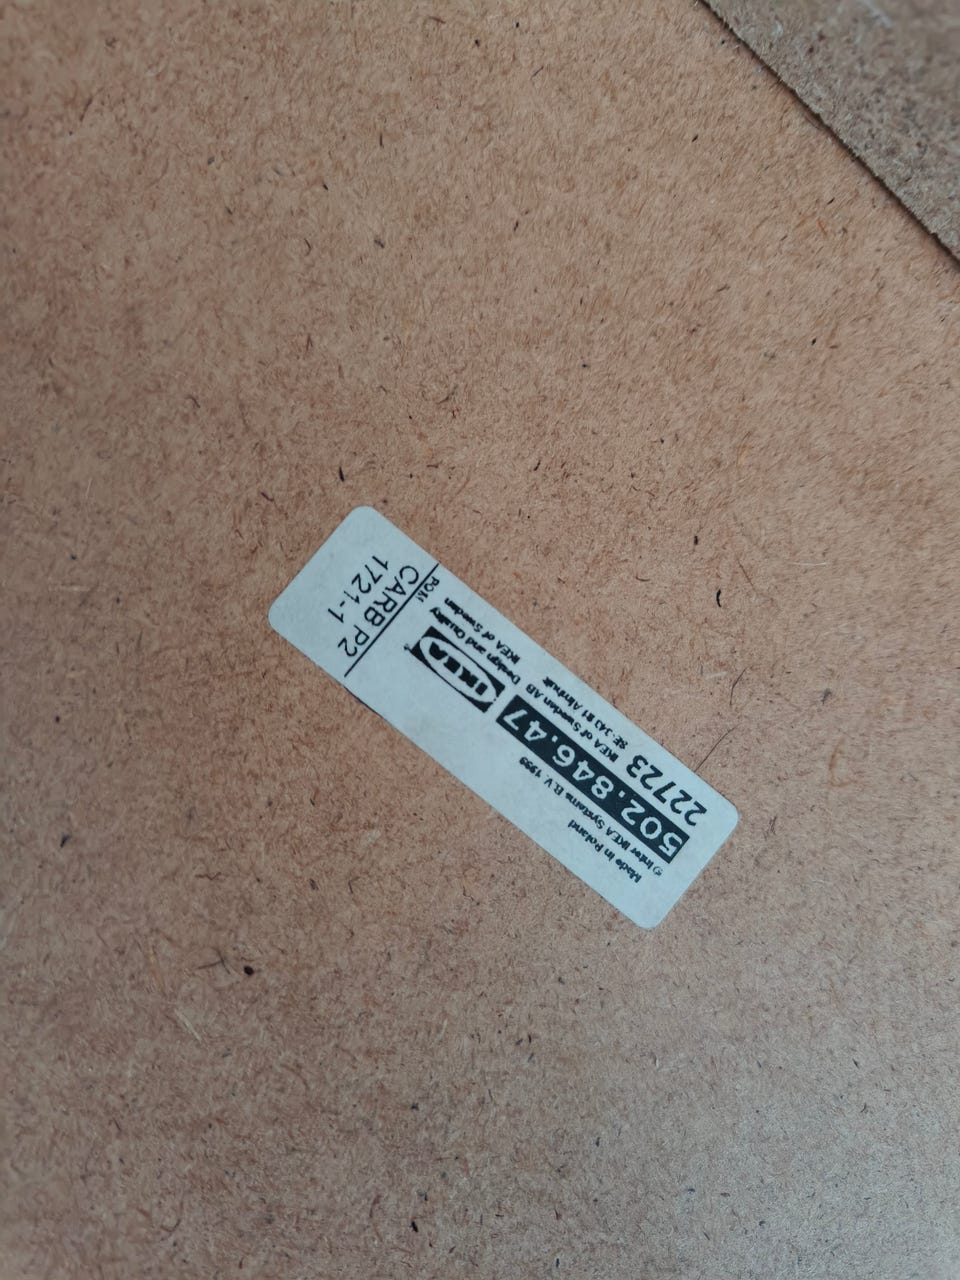 Made in Poland
© Inter IKEA Systems B.V. 1999
502.846.47
22723
IKEA of Sweden AB
SE-343 81 Älmhult
IKEA
Design and Quality
IKEA of Sweden
CARB P2
1721-1